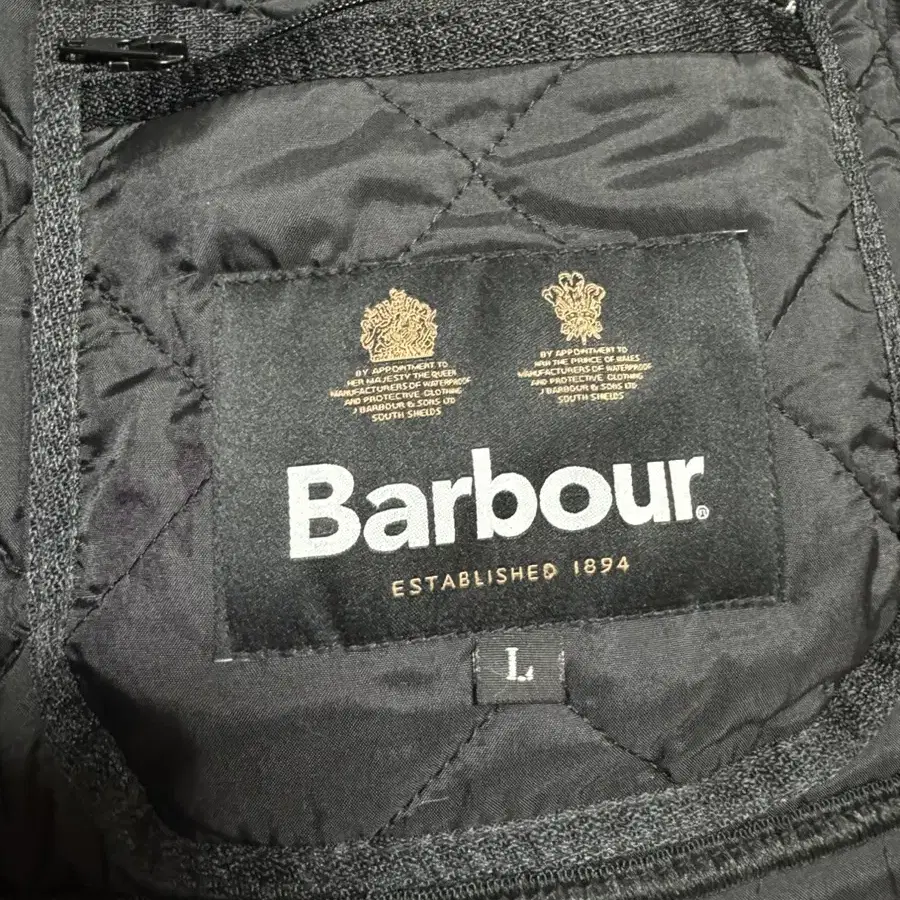 BY APPOINTMENT TO
HER MAJESTY THE QUEEN
MANUFACTURERS OF WATERPROOF
AND PROTECTIVE CLOTHING
J BARBOUR & SONS LTD
SOUTH SHIELDS
BY APPOINTMENT TO
HRH THE PRINCE OF WALES
MANUFACTURERS OF WATERPROOF
AND PROTECTIVE CLOTHING
J BARBOUR & SONS LTD
SOUTH SHIELDS
Barbour®
ESTABLISHED 1894
L